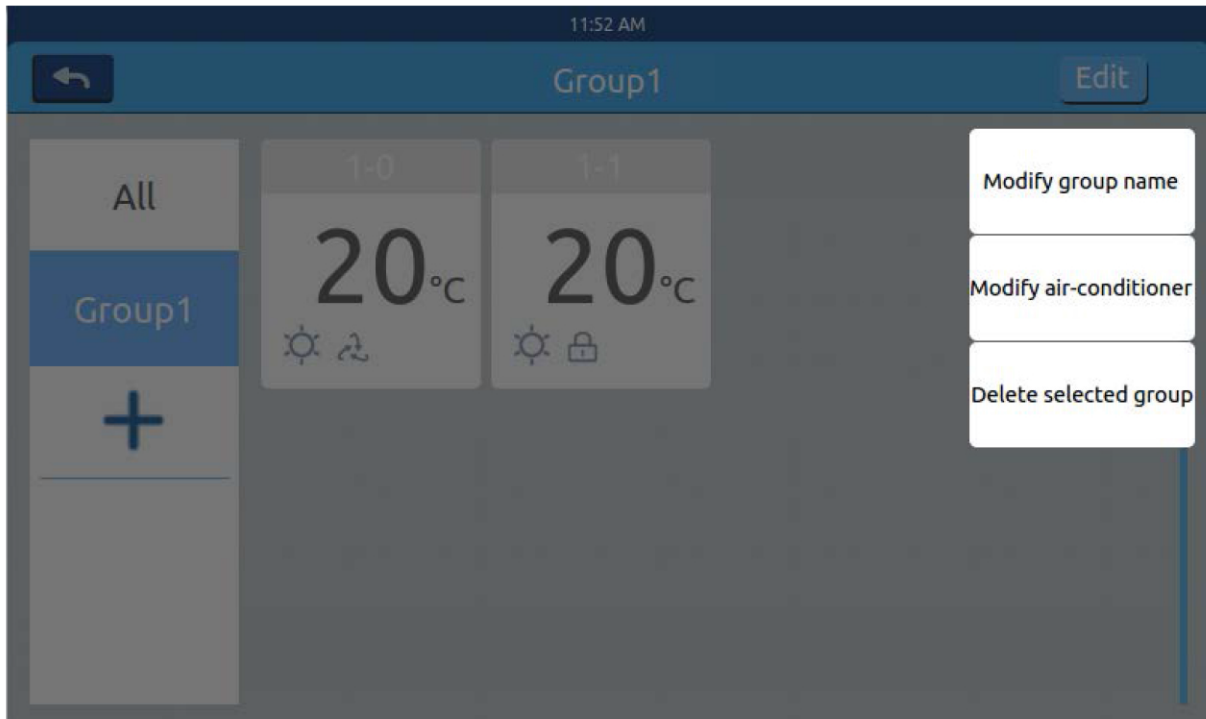 11:52 AM
Group1
Edit
All
Group1
1-0
20°C
1-1
20°C
Modify group name
Modify air-conditioner
Delete selected group